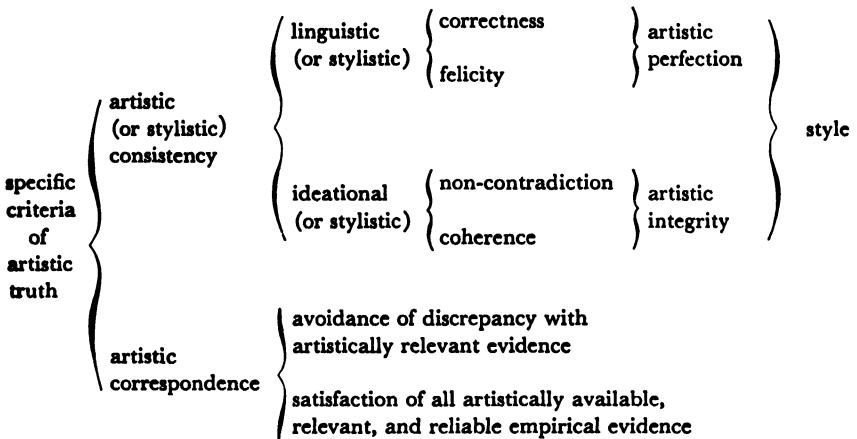 specific
criteria
of
artistic
truth
artistic
(or stylistic)
consistency
linguistic
(or stylistic)
correctness
felicity
artistic
perfection
ideational
(or stylistic)
non-contradiction
coherence
artistic
integrity
style
artistic
correspondence
avoidance of discrepancy with
artistically relevant evidence
satisfaction of all artistically available,
relevant, and reliable empirical evidence